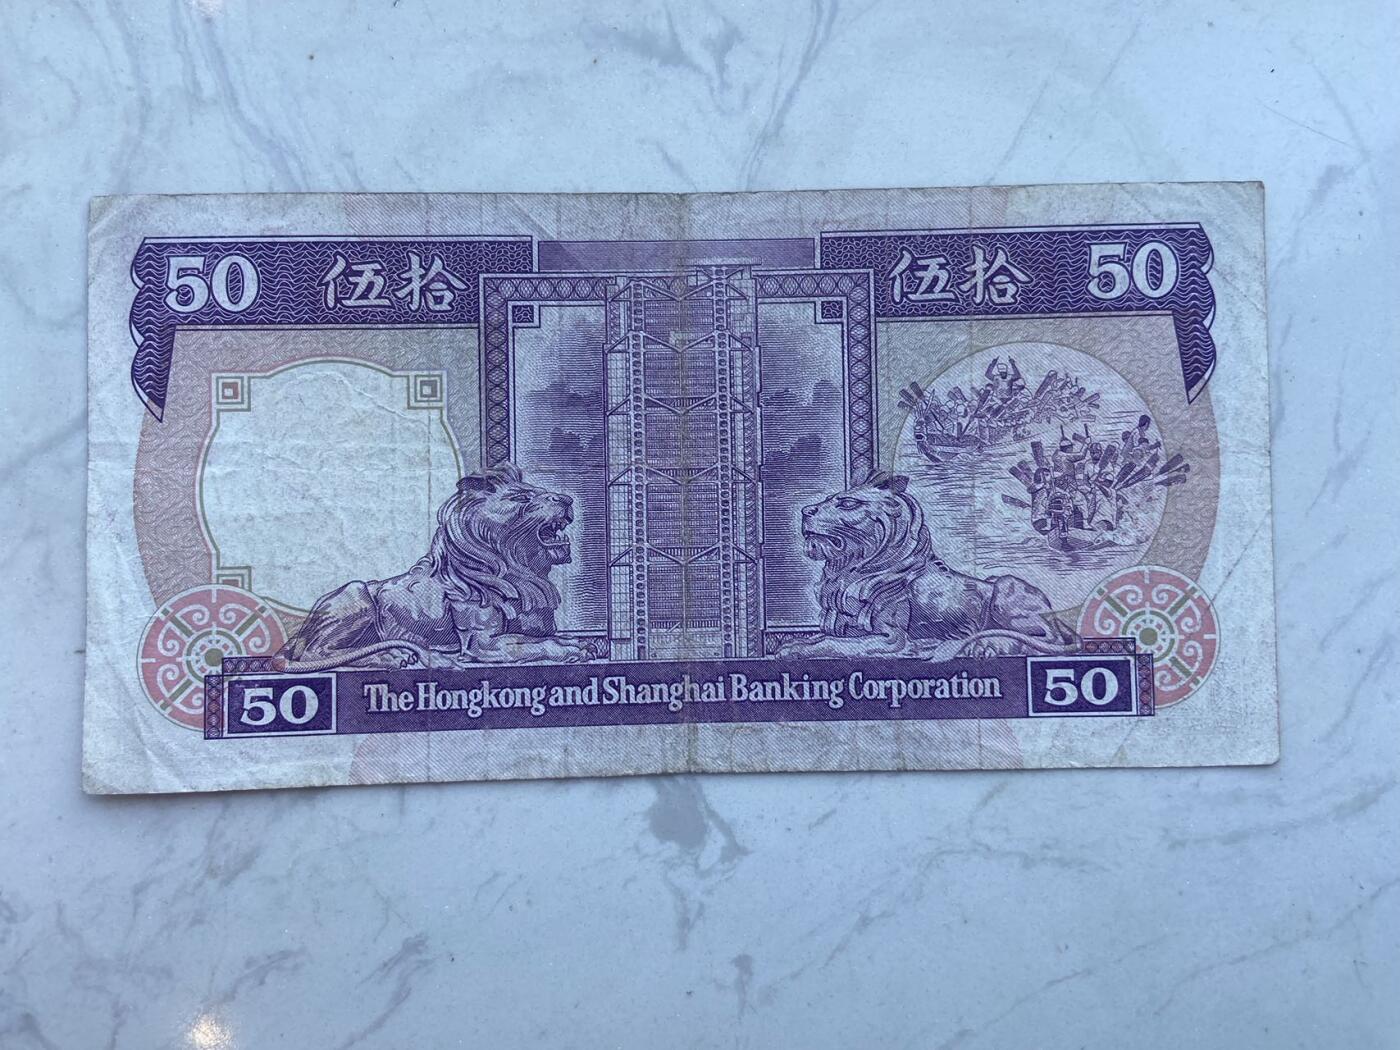 50 伍拾 伍拾 50
50 The Hongkong and Shanghai Banking Corporation 50